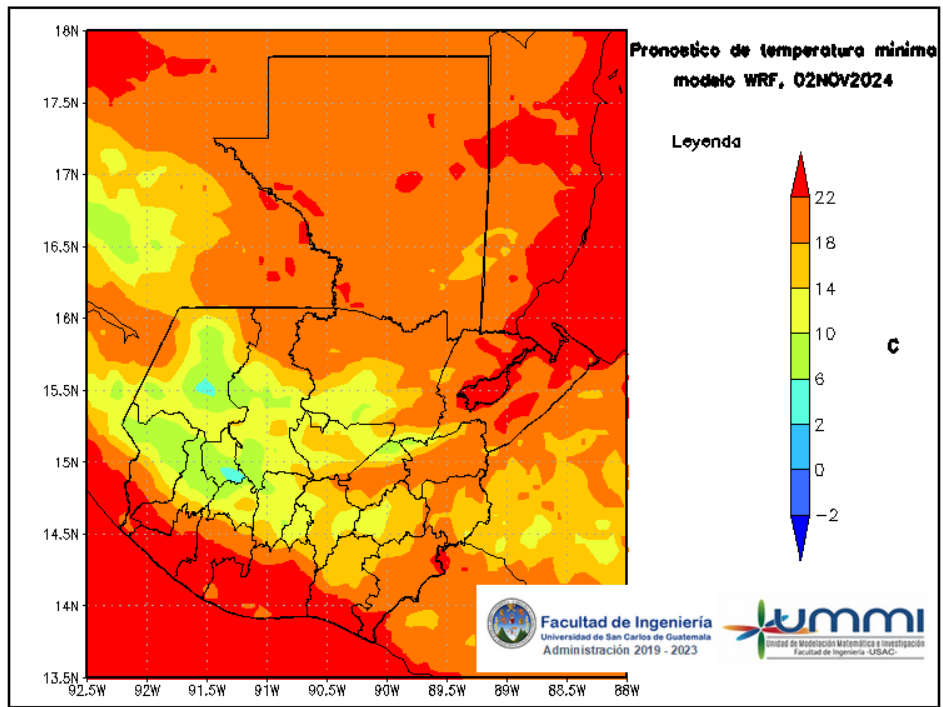 Pronostico de temperatura minima
modelo WRF, 02NOV2024
Leyenda
22
18
14
10
6
2
0
−2
C
18N
17.5N
17N
16.5N
16N
15.5N
15N
14.5N
14N
13.5N
92.5W 92W 91.5W 91W 90.5W 90W 89.5W 89W 88.5W 88W
Facultad de Ingeniería
Universidad de San Carlos de Guatemala
Administración 2019 - 2023
UMMI
Unidad de Modelación Matemática e Investigación
Facultad de Ingeniería -USAC-